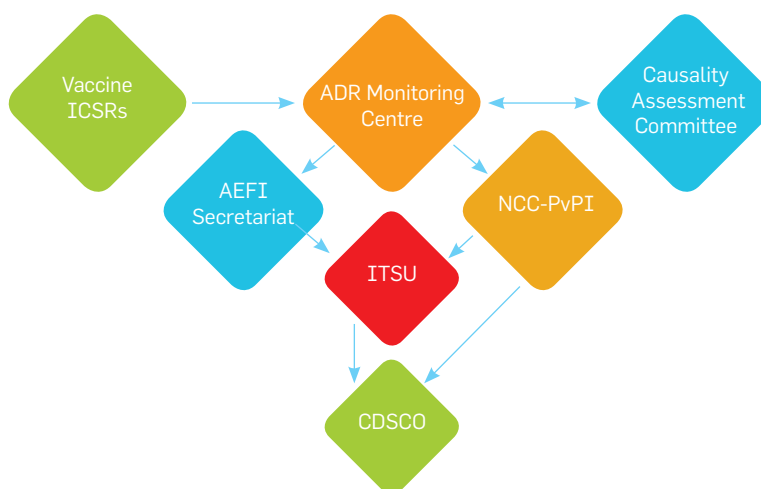 Vaccine
ICSRs
ADR Monitoring
Centre
Causality
Assessment
Committee
AEFI
Secretariat
NCC-PvPI
ITSU
CDSCO